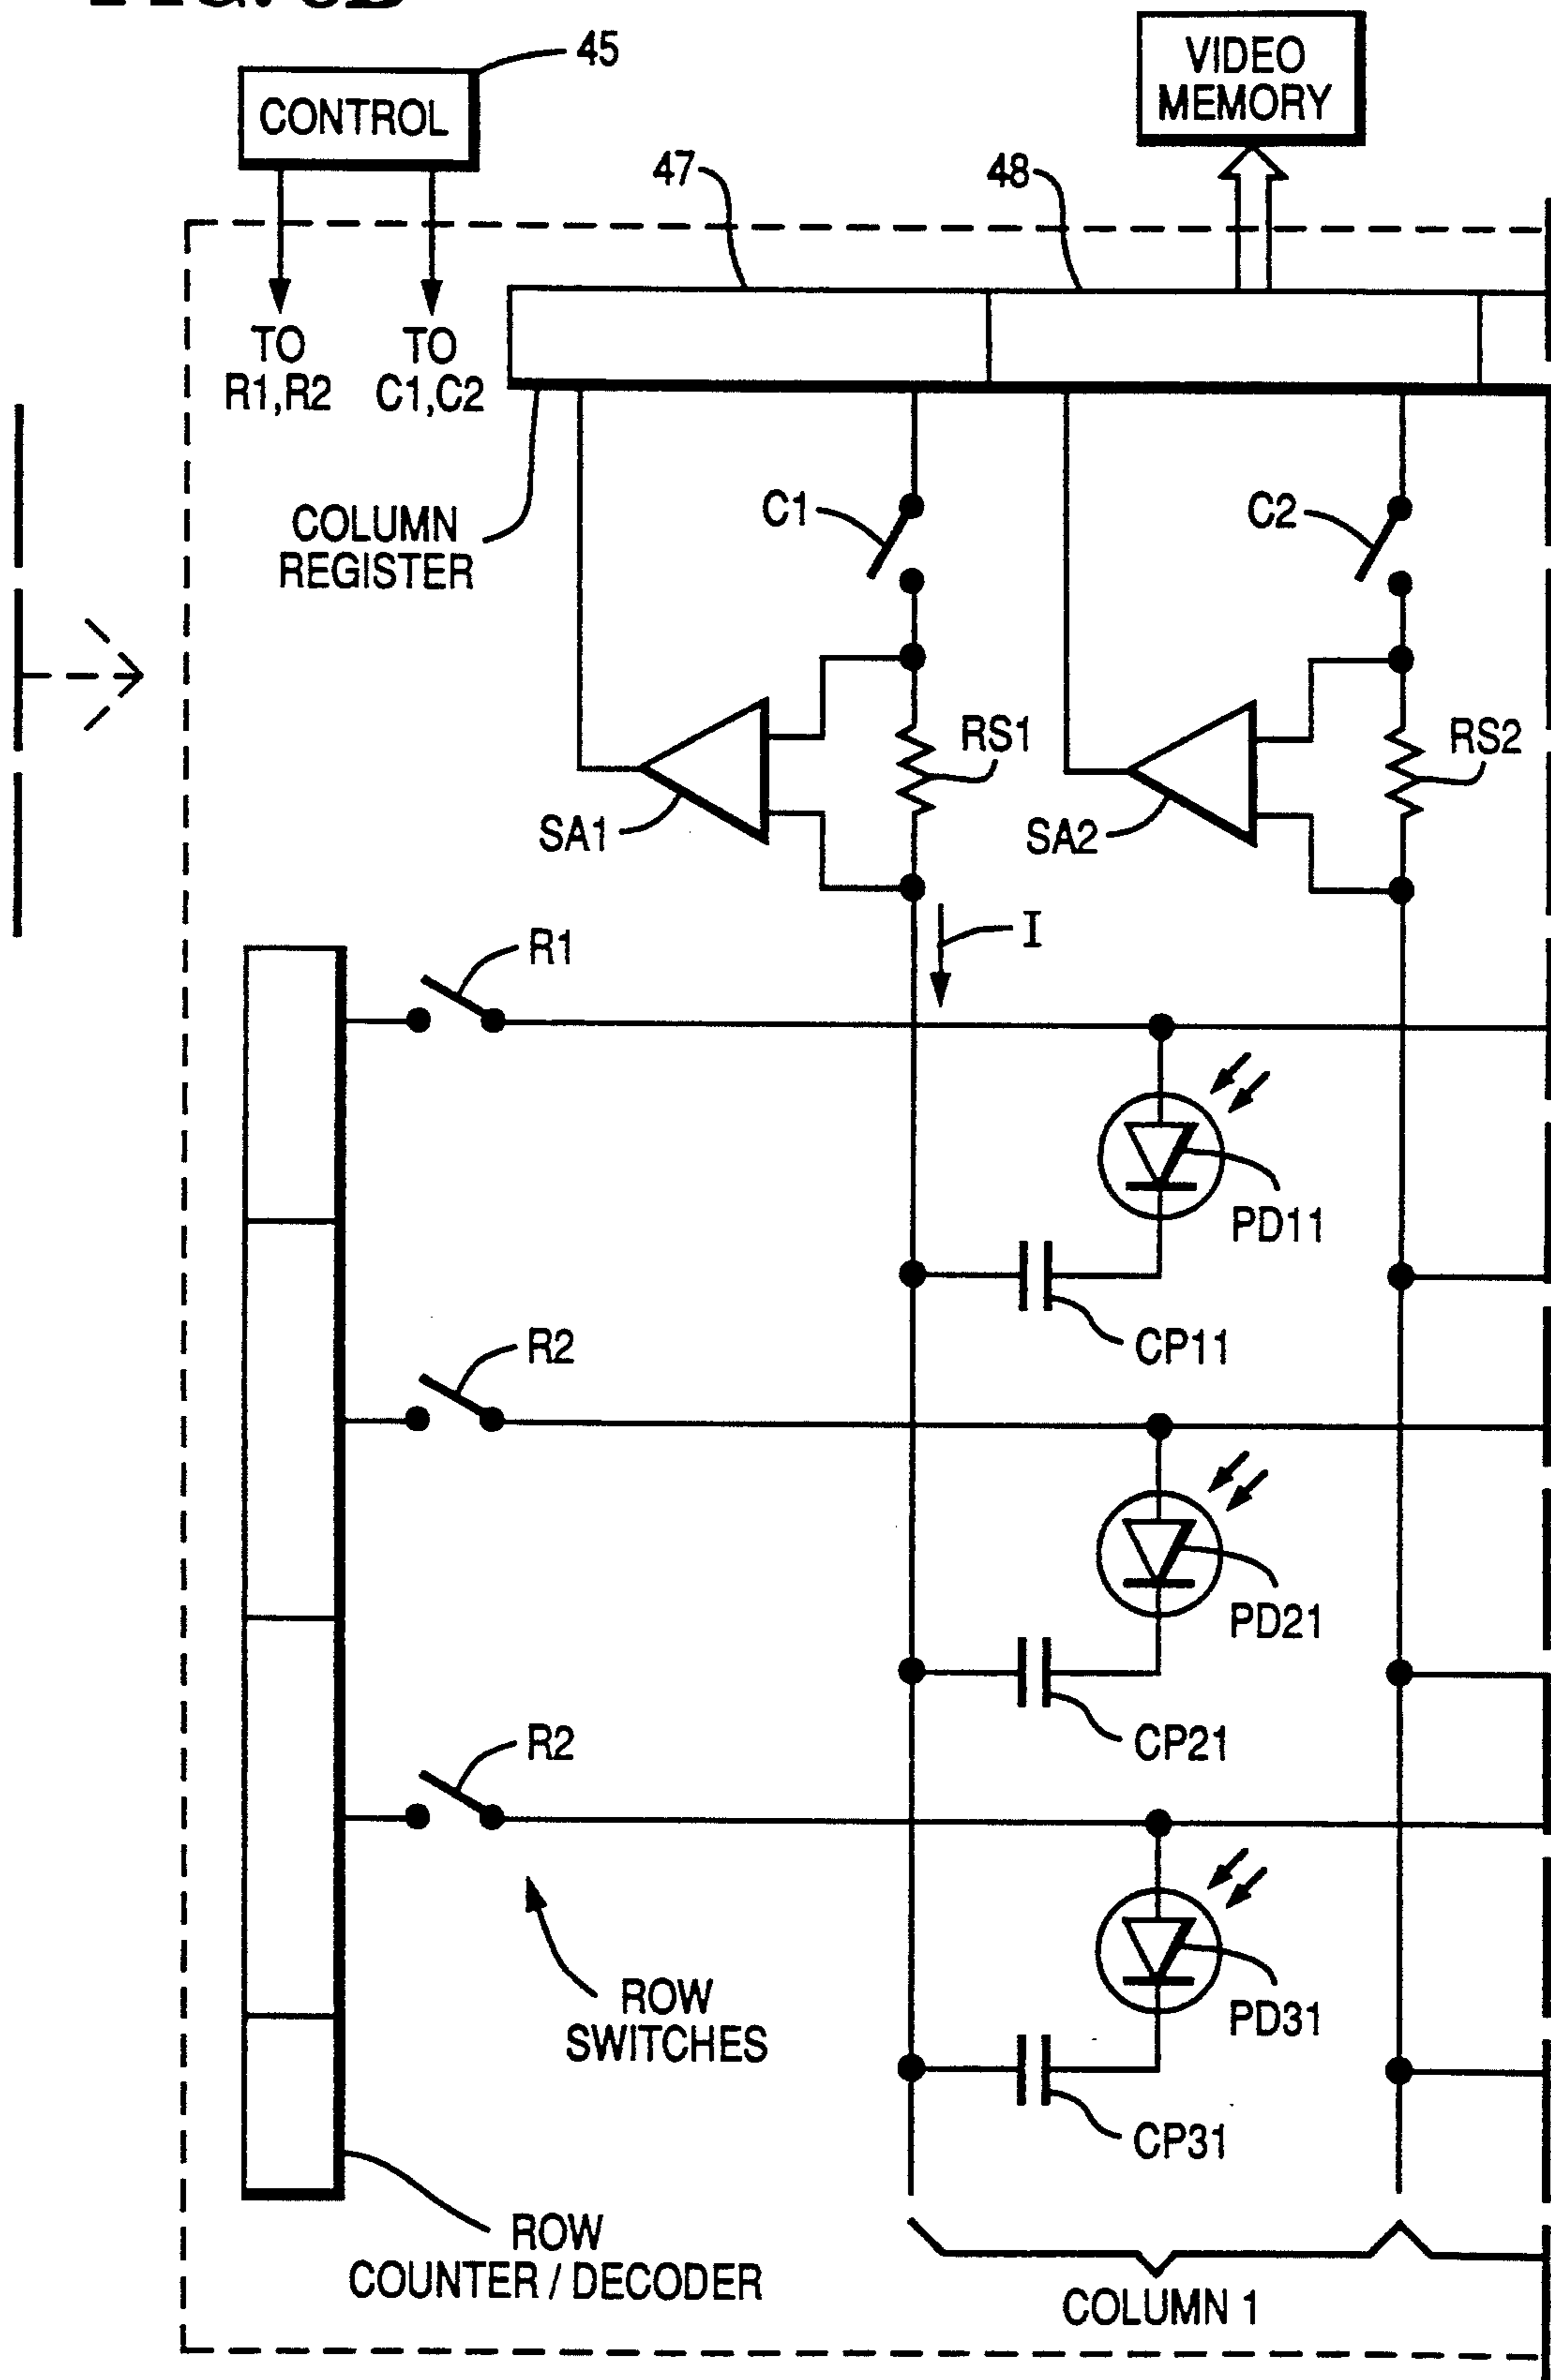 45
CONTROL
VIDEO
MEMORY
47
48
TO
R1,R2
TO
C1,C2
COLUMN
REGISTER
C1
C2
RS1
RS2
SA1
SA2
I
R1
PD11
CP11
R2
PD21
CP21
R2
PD31
CP31
ROW
SWITCHES
ROW
COUNTER / DECODER
COLUMN 1